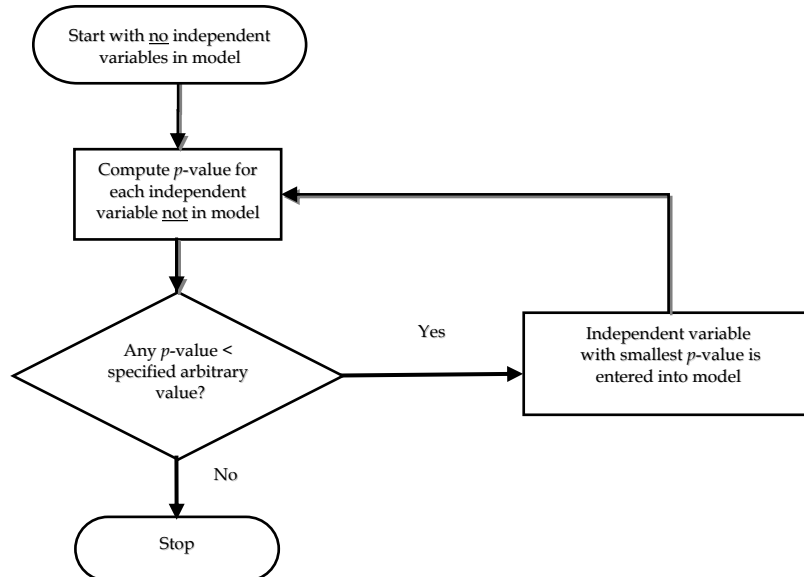 Start with no independent
variables in model
Compute p-value for
each independent
variable not in model
Any p-value <
specified arbitrary
value?
Yes
Independent variable
with smallest p-value is
entered into model
No
Stop